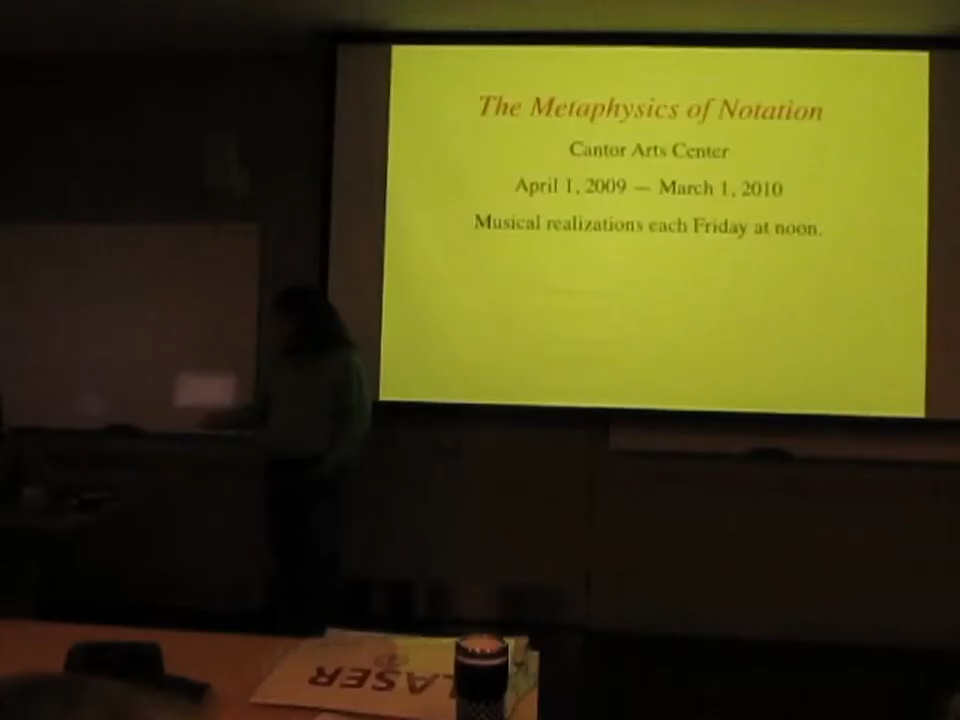 The Metaphysics of Notation
Cantor Arts Center
April 1, 2009 — March 1, 2010
Musical realizations each Friday at noon.
LASER